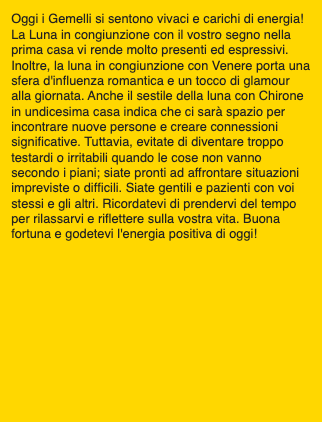 Oggi i Gemelli si sentono vivaci e carichi di energia!
La Luna in congiunzione con il vostro segno nella
prima casa vi rende molto presenti ed espressivi.
Inoltre, la luna in congiunzione con Venere porta una
sfera d'influenza romantica e un tocco di glamour
alla giornata. Anche il sestile della luna con Chirone
in undicesima casa indica che ci sarà spazio per
incontrare nuove persone e creare connessioni
significative. Tuttavia, evitate di diventare troppo
testardi o irritabili quando le cose non vanno
secondo i piani; siate pronti ad affrontare situazioni
impreviste o difficili. Siate gentili e pazienti con voi
stessi e gli altri. Ricordatevi di prendervi del tempo
per rilassarvi e riflettere sulla vostra vita. Buona
fortuna e godetevi l'energia positiva di oggi!